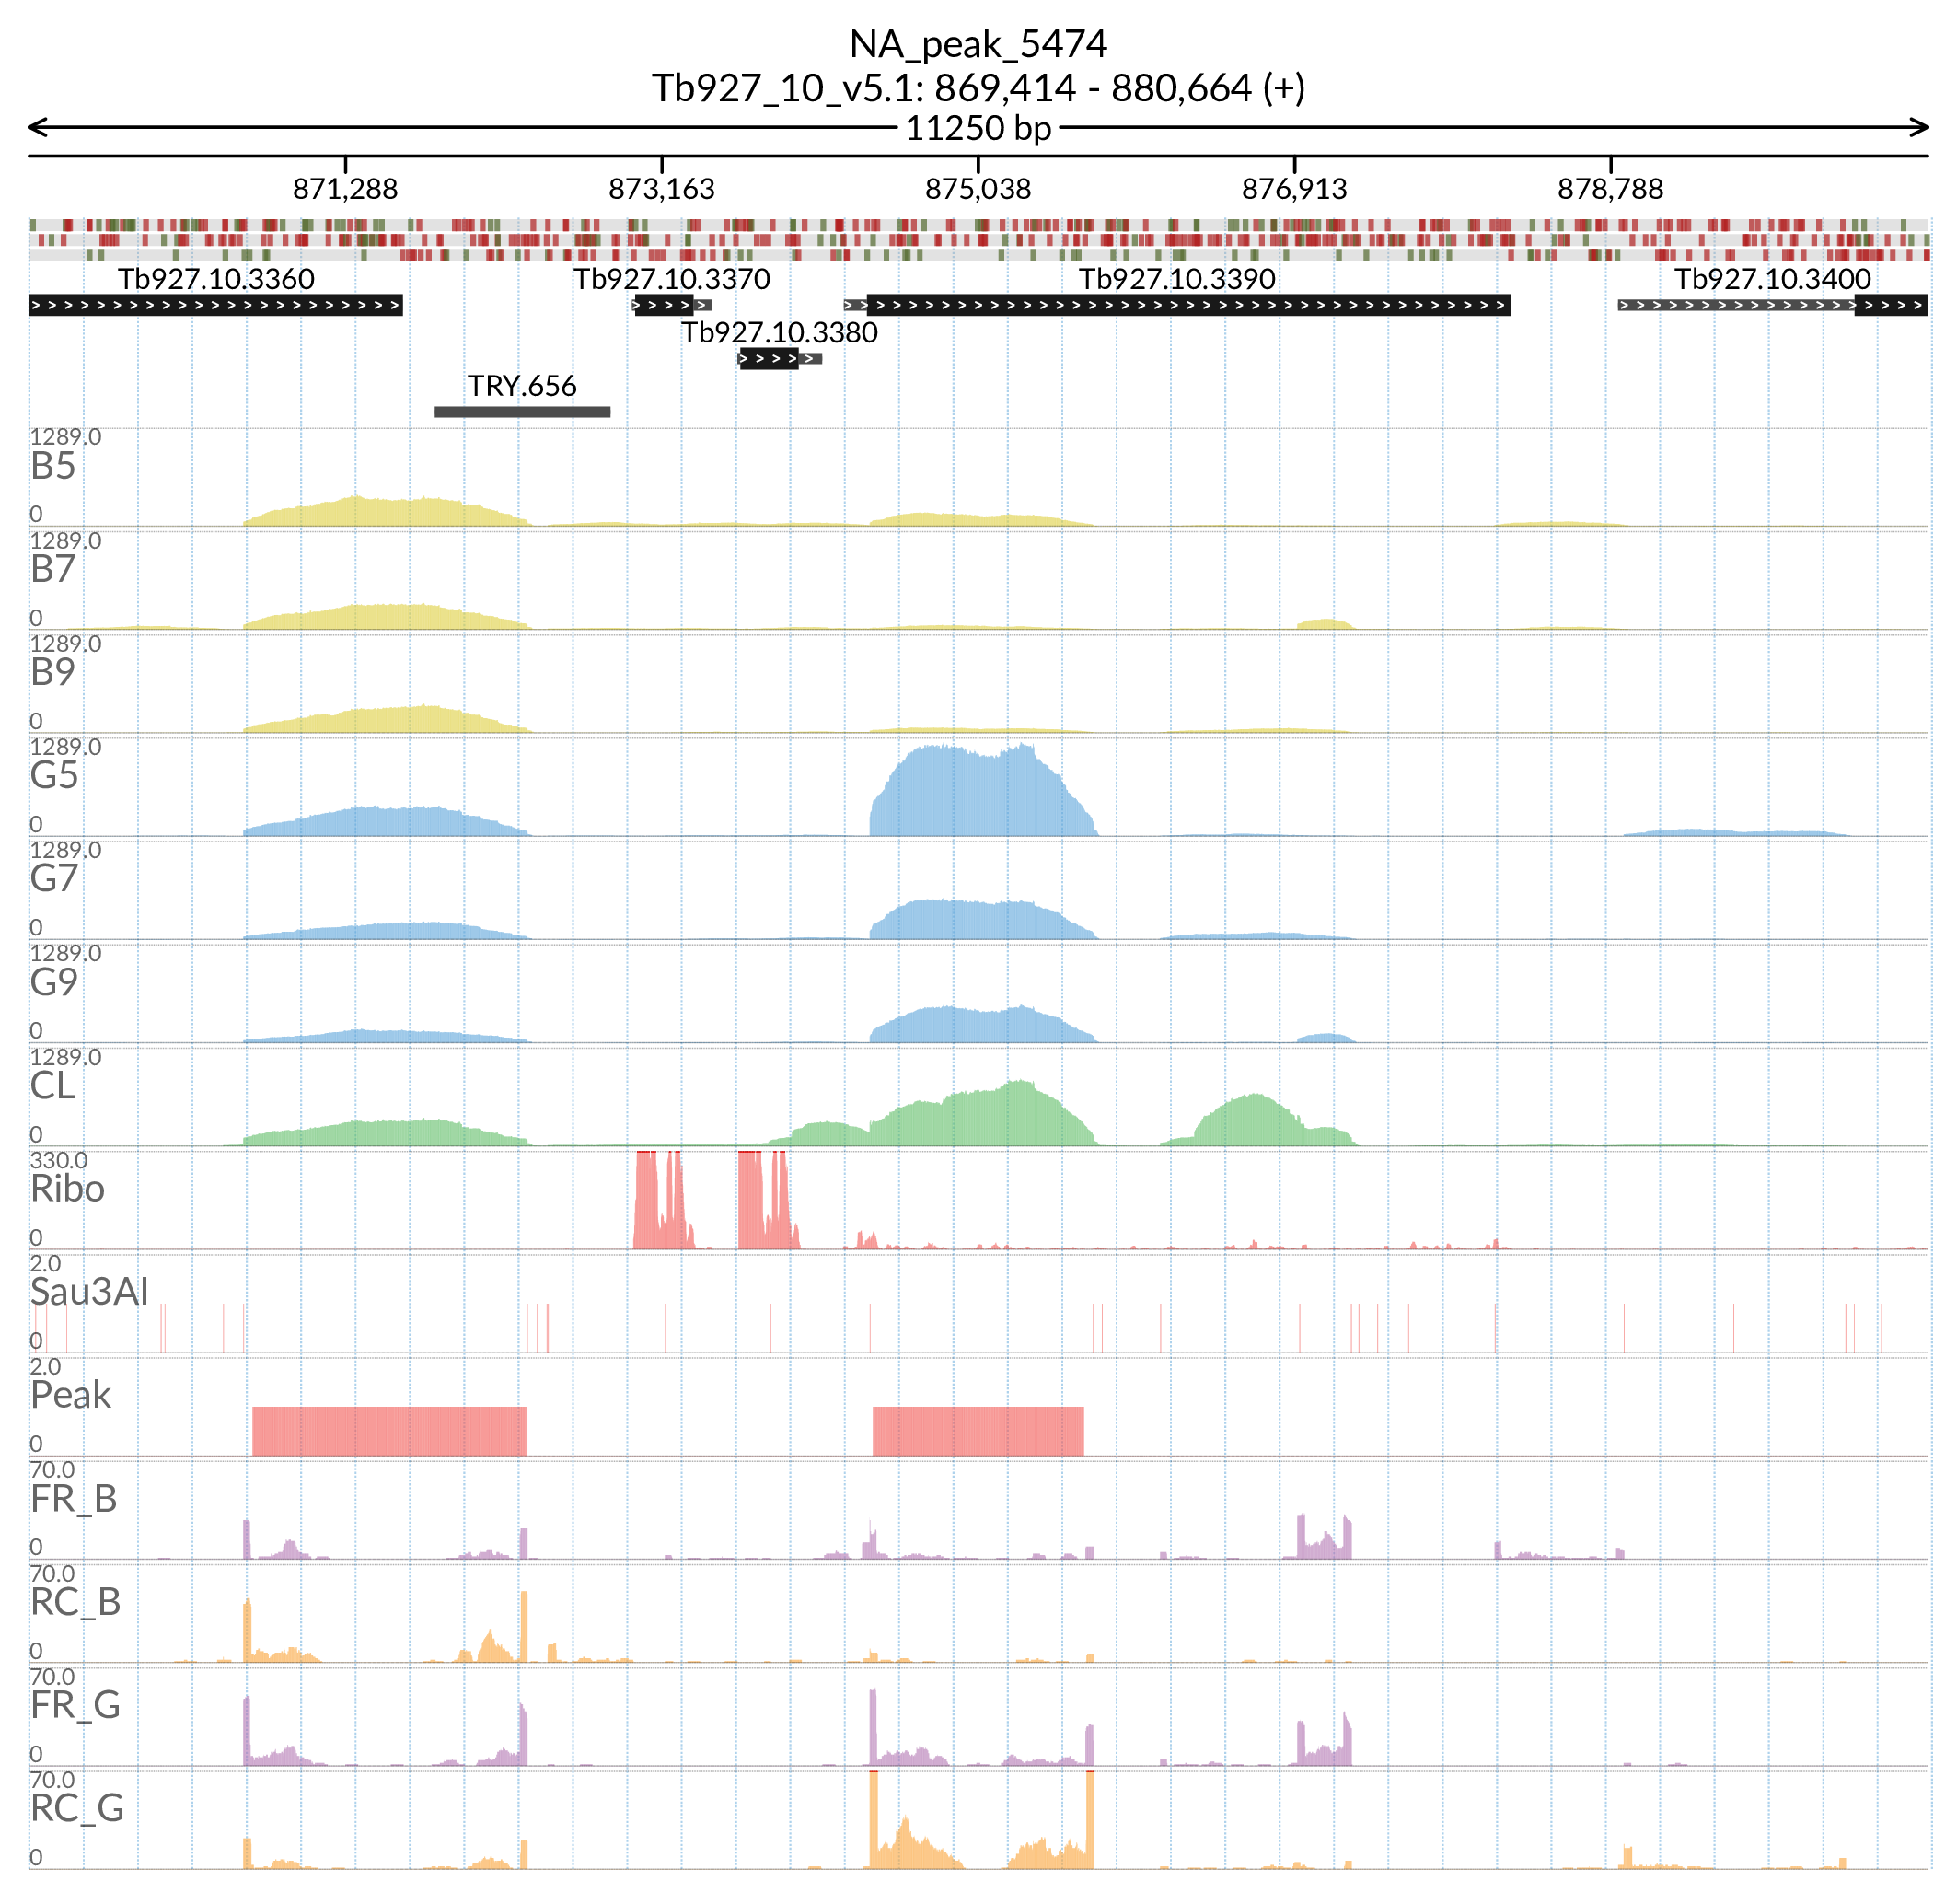 NA_peak_5474
Tb927_10_v5.1: 869,414 - 880,664 (+)
11250 bp
871,288 873,163 875,038 876,913 878,788
Tb927.10.3360 Tb927.10.3370 Tb927.10.3390 Tb927.10.3400
Tb927.10.3380
TRY.656
1289.0
B5
0
1289.0
B7
0
1289.0
B9
0
1289.0
G5
0
1289.0
G7
0
1289.0
G9
0
1289.0
CL
0
330.0
Ribo
0
2.0
Sau3AI
0
2.0
Peak
0
70.0
FR_B
0
70.0
RC_B
0
70.0
FR_G
0
70.0
RC_G
0